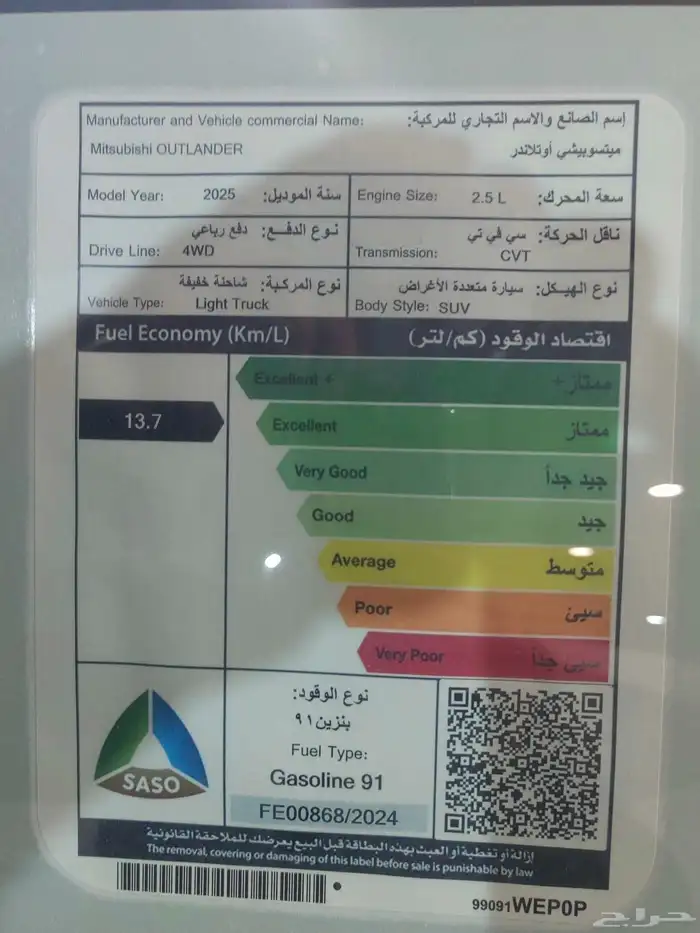 Manufacturer and Vehicle commercial Name: إسم الصانع والاسم التجاري للمركبة:
Mitsubishi OUTLANDER ميتسوبيشي أوتلاندر
Model Year: 2025 سنة الموديل: Engine Size: 2.5 L سعة المحرك:
نوع الدفـع: دفع رباعي
Drive Line: 4WD
ناقل الحركة: سي في تي
Transmission: CVT
نوع المركبة: شاحنة خفيفة
Vehicle Type: Light Truck
نوع الهيكل: سيارة متعددة الأغراض
Body Style: SUV
Fuel Economy (Km/L) اقتصاد الوقود (كم/لتر)
Excellent + ممتاز+
13.7
Excellent ممتاز
Very Good جيد جداً
Good جيد
Average متوسط
Poor سيئ
Very Poor سيئ جداً
SASO
نوع الوقود:
بنزين ٩١
Fuel Type:
Gasoline 91
FE00868/2024
إزالة أو تغطية أو العبث بهذه البطاقة قبل البيع يعرضك للملاحقة القانونية
The removal, covering or damaging of this label before sale is punishable by law
99091WEP0P
حراج